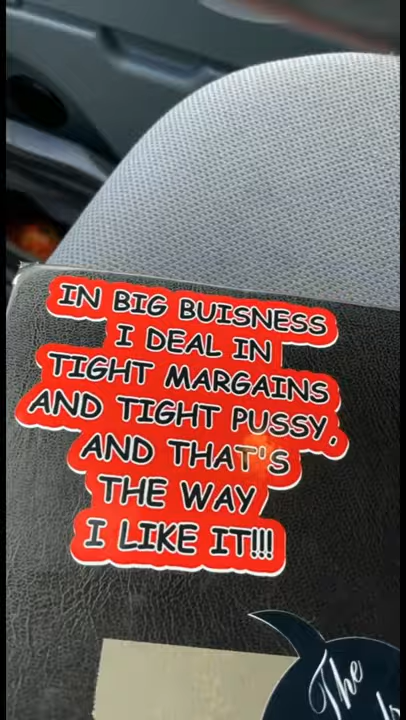 IN BIG BUISNESS
I DEAL IN
TIGHT MARGAINS
AND TIGHT PUSSY,
AND THAT'S
THE WAY
I LIKE IT!!!
The